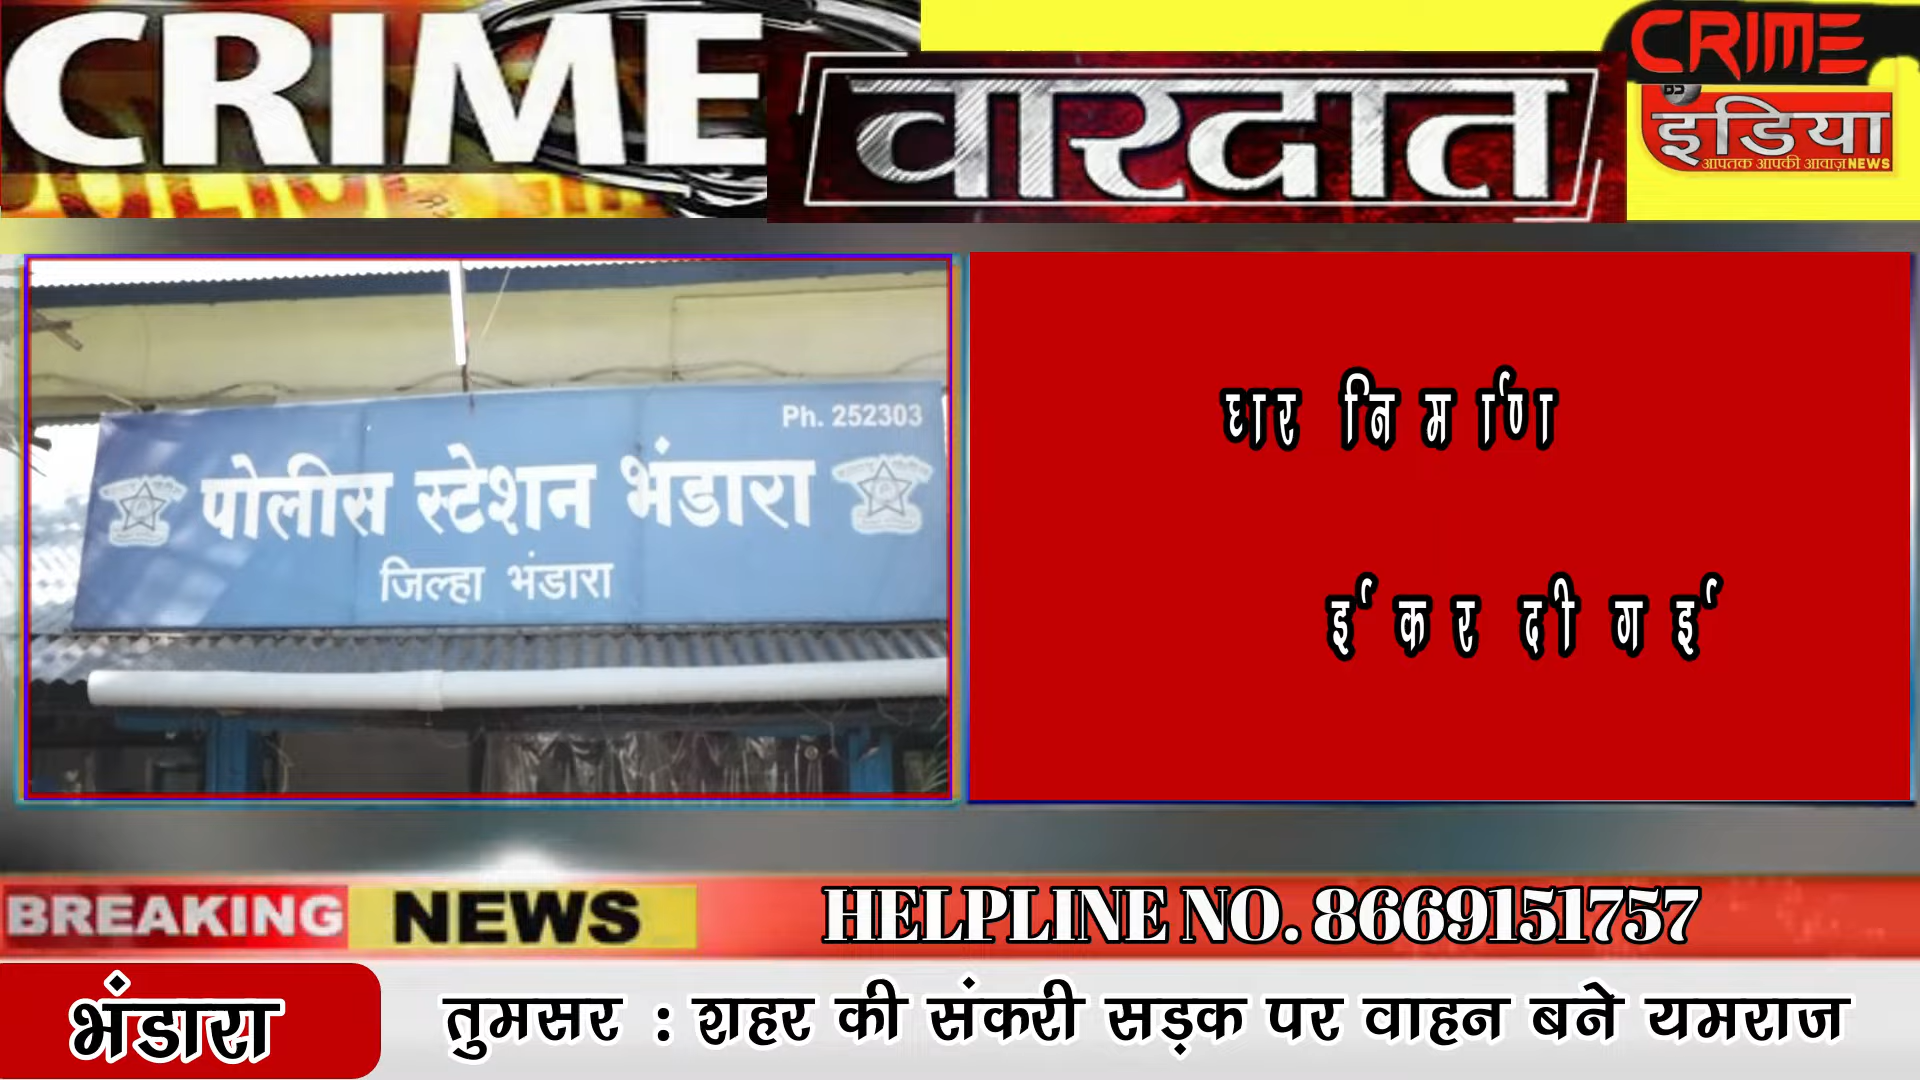 CRIME
वारदात
CRIME
इंडिया
आपतक आपकी आवाज़ NEWS
Ph. 252303
पोलीस स्टेशन भंडारा
जिल्हा भंडारा
घार निर्माण
ई कर दी गई
BREAKING NEWS
HELPLINE NO. 8669151757
भंडारा
तुमसर : शहर की संकरी सड़क पर वाहन बने यमराज